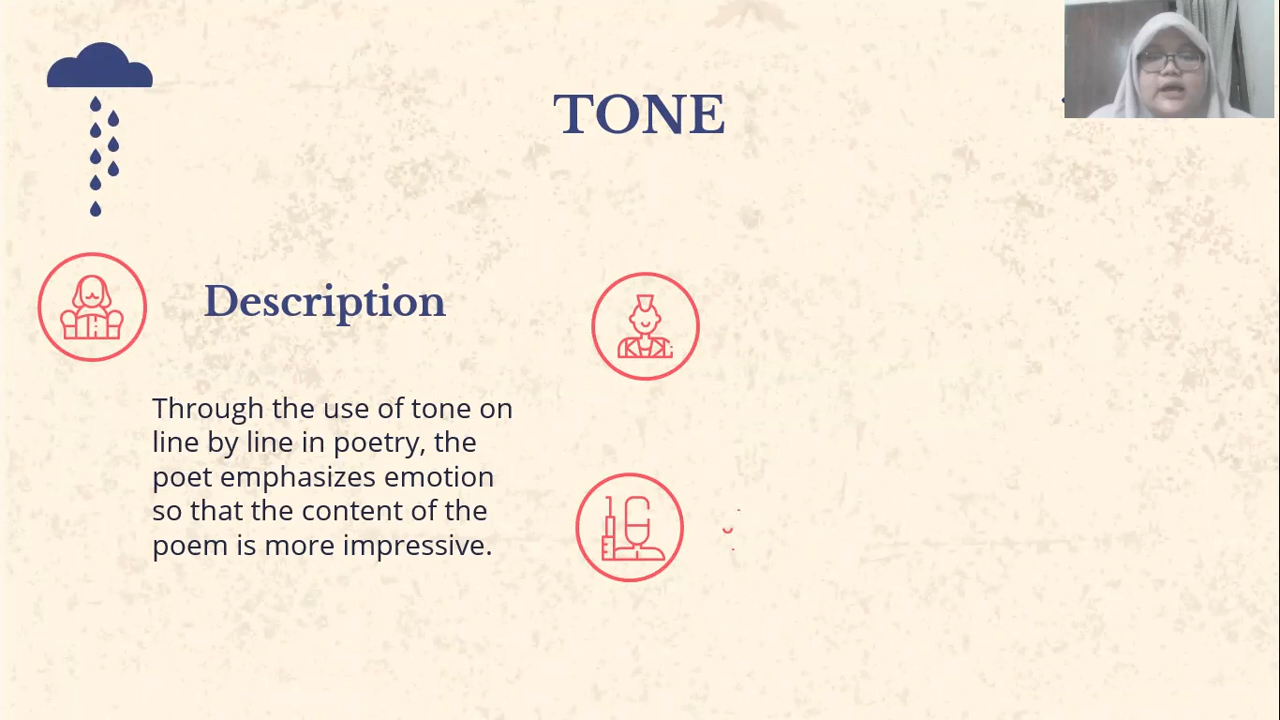 TONE
Description
Through the use of tone on
line by line in poetry, the
poet emphasizes emotion
so that the content of the
poem is more impressive.